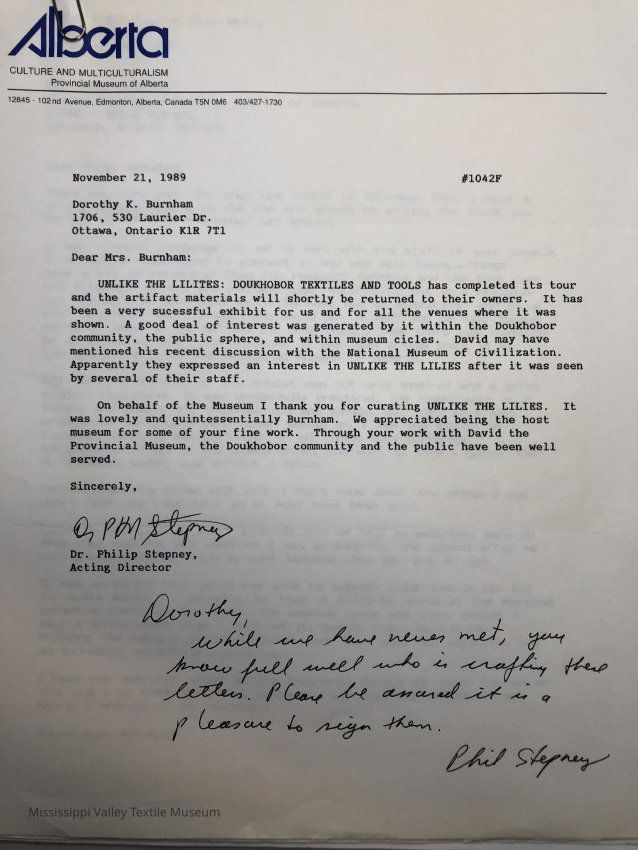 Alberta
CULTURE AND MULTICULTURALISM
Provincial Museum of Alberta
12845 - 102nd Avenue, Edmonton, Alberta, Canada T5N 0M6 403/427-1730
November 21, 1989 #1042F
Dorothy K. Burnham
1706, 530 Laurier Dr.
Ottawa, Ontario K1R 7T1
Dear Mrs. Burnham:
UNLIKE THE LILITES: DOUKHOBOR TEXTILES AND TOOLS has completed its tour
and the artifact materials will shortly be returned to their owners. It has
been a very sucessful exhibit for us and for all the venues where it was
shown. A good deal of interest was generated by it within the Doukhobor
community, the public sphere, and within museum cicles. David may have
mentioned his recent discussion with the National Museum of Civilization.
Apparently they expressed an interest in UNLIKE THE LILIES after it was seen
by several of their staff.
On behalf of the Museum I thank you for curating UNLIKE THE LILIES. It
was lovely and quintessentially Burnham. We appreciated being the host
museum for some of your fine work. Through your work with David the
Provincial Museum, the Doukhobor community and the public have been well
served.
Sincerely,
Stepney
Dr. Philip Stepney,
Acting Director
Dorothy,
while we have never met, you
know full well who is crafting these
letters. Please be assured it is a
pleasure to sign them.
Phil Stepney
Mississippi Valley Textile Museum